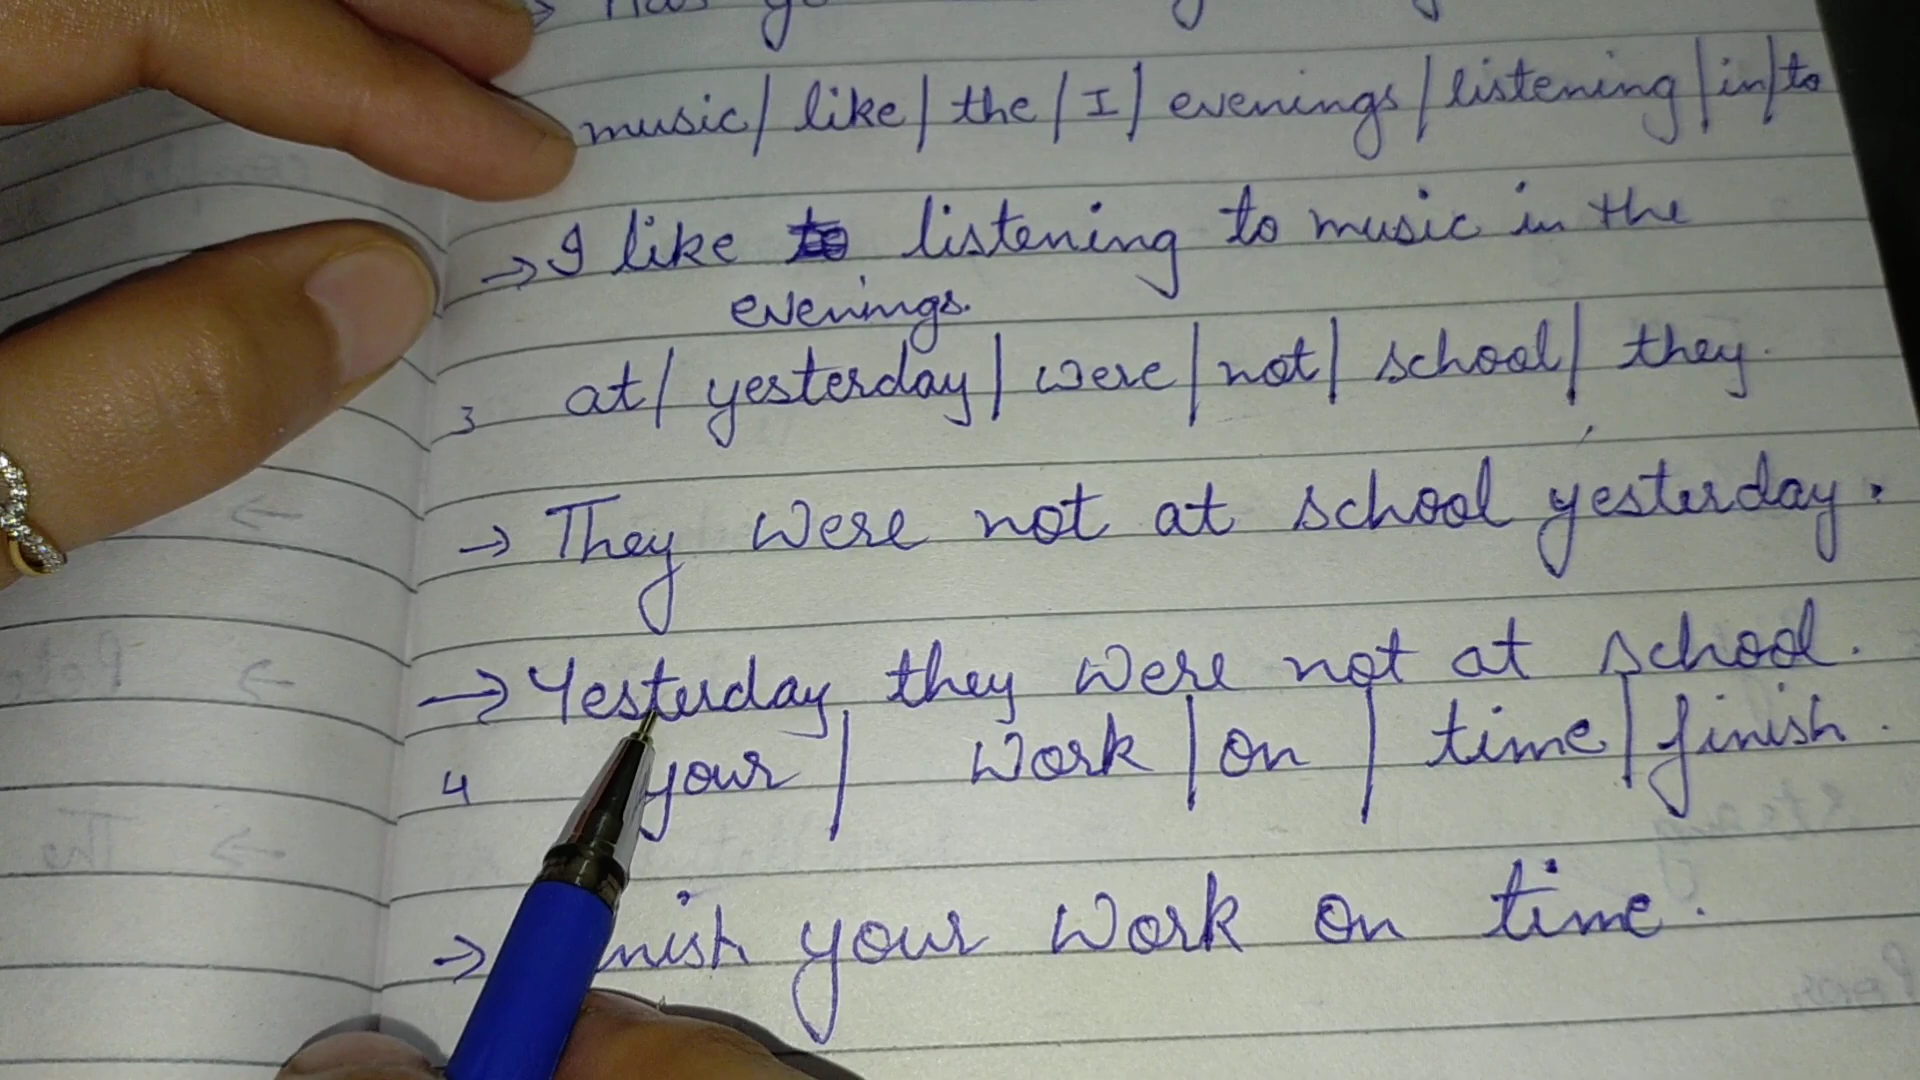 music/ like/ the/ I/ evenings/ listening/in/to
→ I like listening to music in the
evenings.
3 at/ yesterday/ were/ not/ school/ they.
→ They were not at school yesterday.
→ Yesterday they were not at school.
4 your/ work/ on/ time/ finish.
→ your work on time.